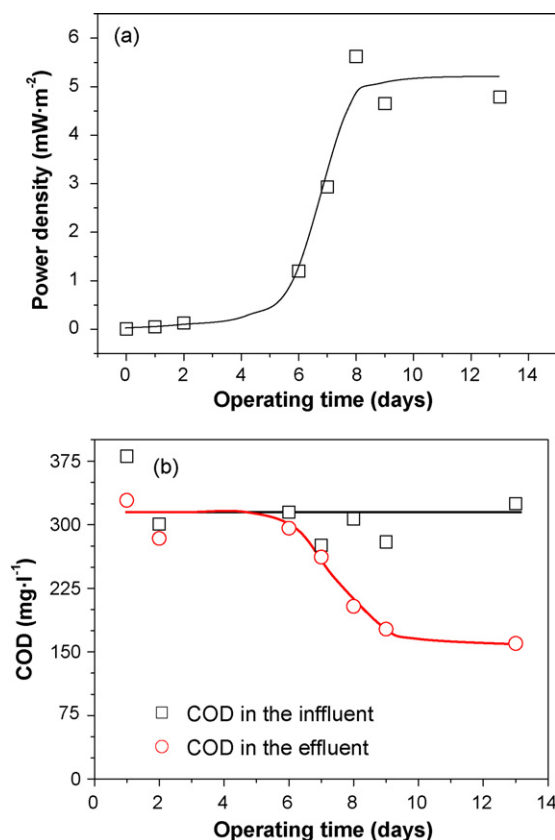 (a)
Power density (mW·m⁻²)
6
5
4
3
2
1
0
0 2 4 6 8 10 12 14
Operating time (days)
(b)
COD (mg·l⁻¹)
375
300
225
150
75
0
COD in the inffluent
COD in the effluent
0 2 4 6 8 10 12 14
Operating time (days)